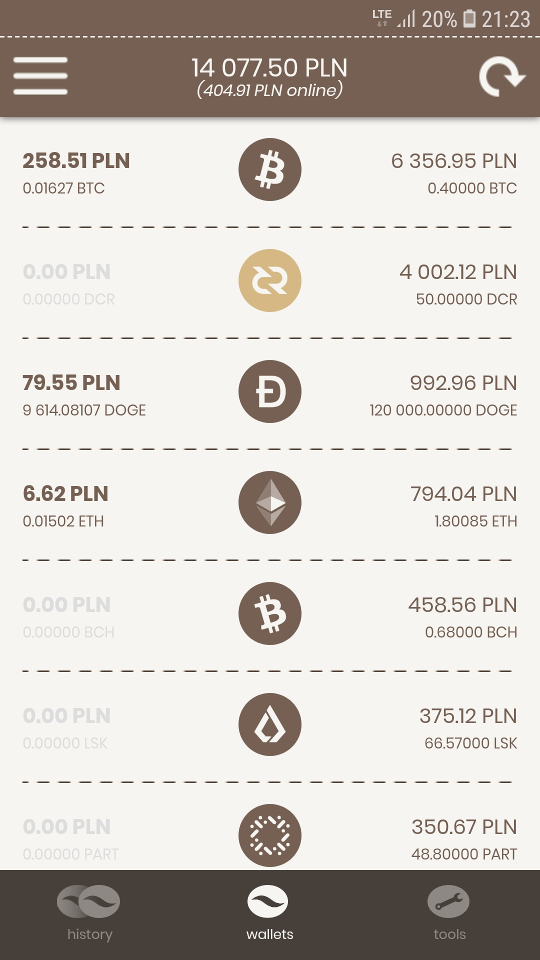 LTE 20% 21:23
14 077.50 PLN
(404.91 PLN online)
258.51 PLN 6 356.95 PLN
0.01627 BTC 0.40000 BTC
0.00 PLN 4 002.12 PLN
0.00000 DCR 50.00000 DCR
79.55 PLN 992.96 PLN
9 614.08107 DOGE 120 000.00000 DOGE
6.62 PLN 794.04 PLN
0.01502 ETH 1.80085 ETH
0.00 PLN 458.56 PLN
0.00000 BCH 0.68000 BCH
0.00 PLN 375.12 PLN
0.00000 LSK 66.57000 LSK
0.00 PLN 350.67 PLN
0.00000 PART 48.80000 PART
history wallets tools